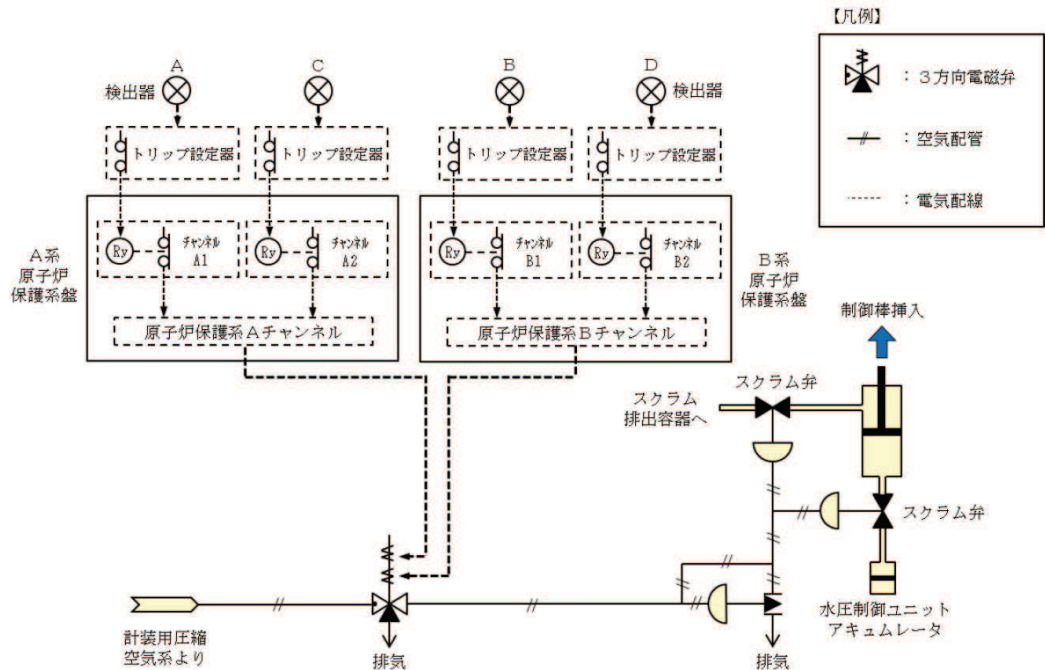 【凡例】
：３方向電磁弁
：空気配管
：電気配線
A
C
B
D
検出器
検出器
トリップ設定器
トリップ設定器
トリップ設定器
トリップ設定器
A系
原子炉
保護系盤
Ry
チャンネル
A1
Ry
チャンネル
A2
Ry
チャンネル
B1
Ry
チャンネル
B2
B系
原子炉
保護系盤
原子炉保護系Aチャンネル
原子炉保護系Bチャンネル
制御棒挿入
スクラム弁
スクラム
排出容器へ
スクラム弁
水圧制御ユニット
アキュムレータ
計装用圧縮
空気系より
排気
排気